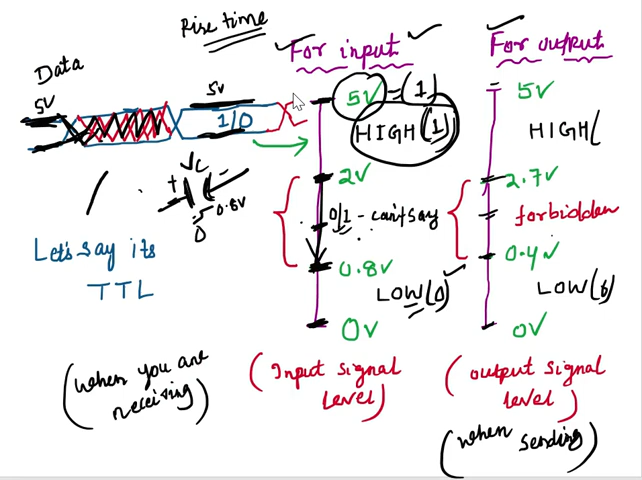 Rise time
Data
5V
5V
1/0
Let's say its
TTL
+
VC
-
0
0.8V
(When you are
receiving)
For input
5V = (1)
HIGH (1)
2V
0/1 - can't say
0.8V
LOW(0)
0V
(Input signal
level)
For output
5V
HIGH(
2.7V
forbidden
0.4V
0V
(output signal
level)
(when sending)